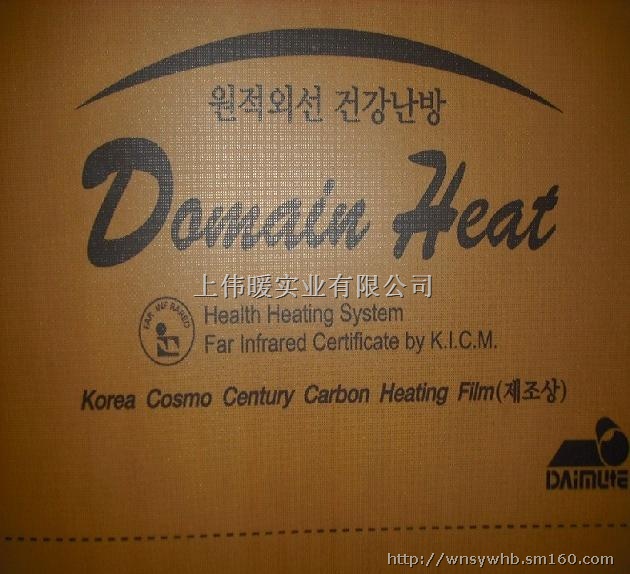 원적외선 건강난방
Domain Heat
上伟暖实业有限公司
FAR INFRARED
Health Heating System
Far Infrared Certificate by K.I.C.M.
Korea Cosmo Century Carbon Heating Film(제조상)
DAiMUTE
http://wnsywhb.sm160.com/